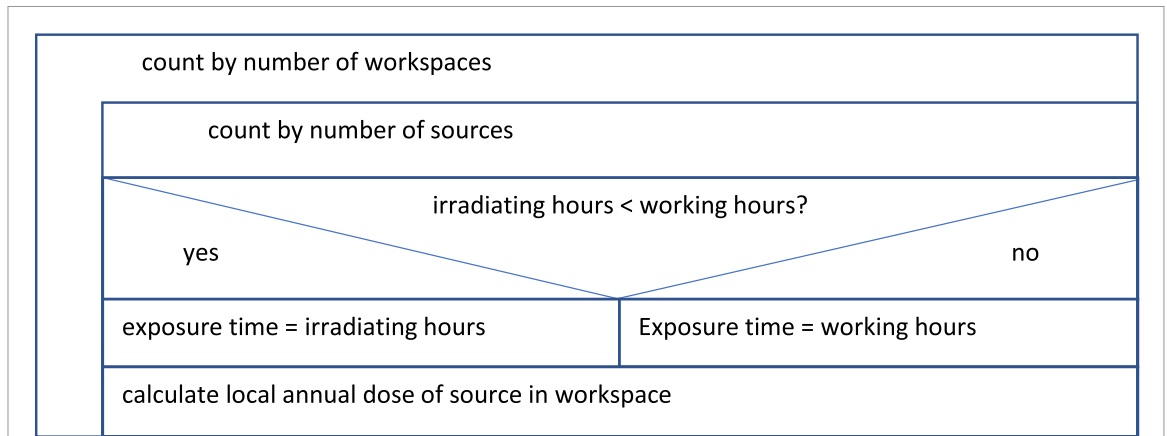 count by number of workspaces
count by number of sources
irradiating hours < working hours?
yes
no
exposure time = irradiating hours
Exposure time = working hours
calculate local annual dose of source in workspace